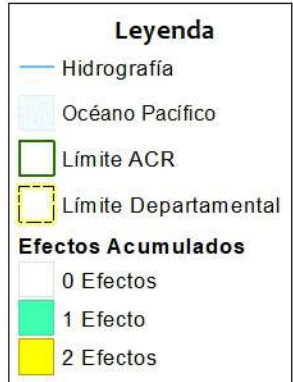 Leyenda
Hidrografía
Océano Pacífico
Límite ACR
Límite Departamental
Efectos Acumulados
0 Efectos
1 Efecto
2 Efectos